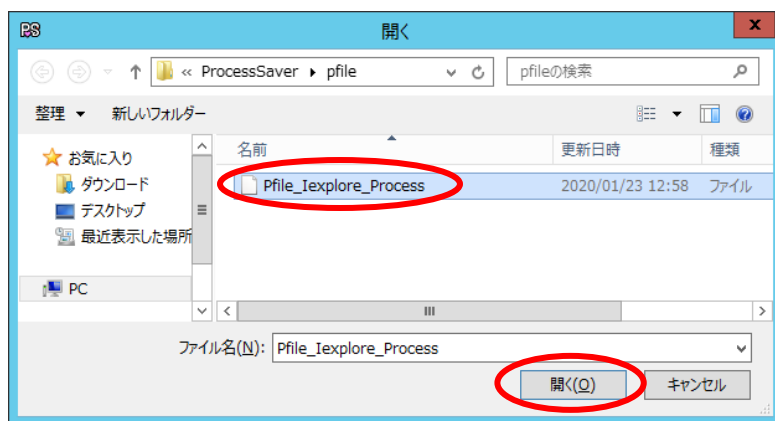 PS 開く x
« ProcessSaver ▸ pfile pfileの検索
整理 ▼ 新しいフォルダー
お気に入り
ダウンロード
デスクトップ
最近表示した場所
PC
名前 更新日時 種類
Pfile_Iexplore_Process 2020/01/23 12:58 ファイル
ファイル名(N): Pfile_Iexplore_Process
開く(O) キャンセル